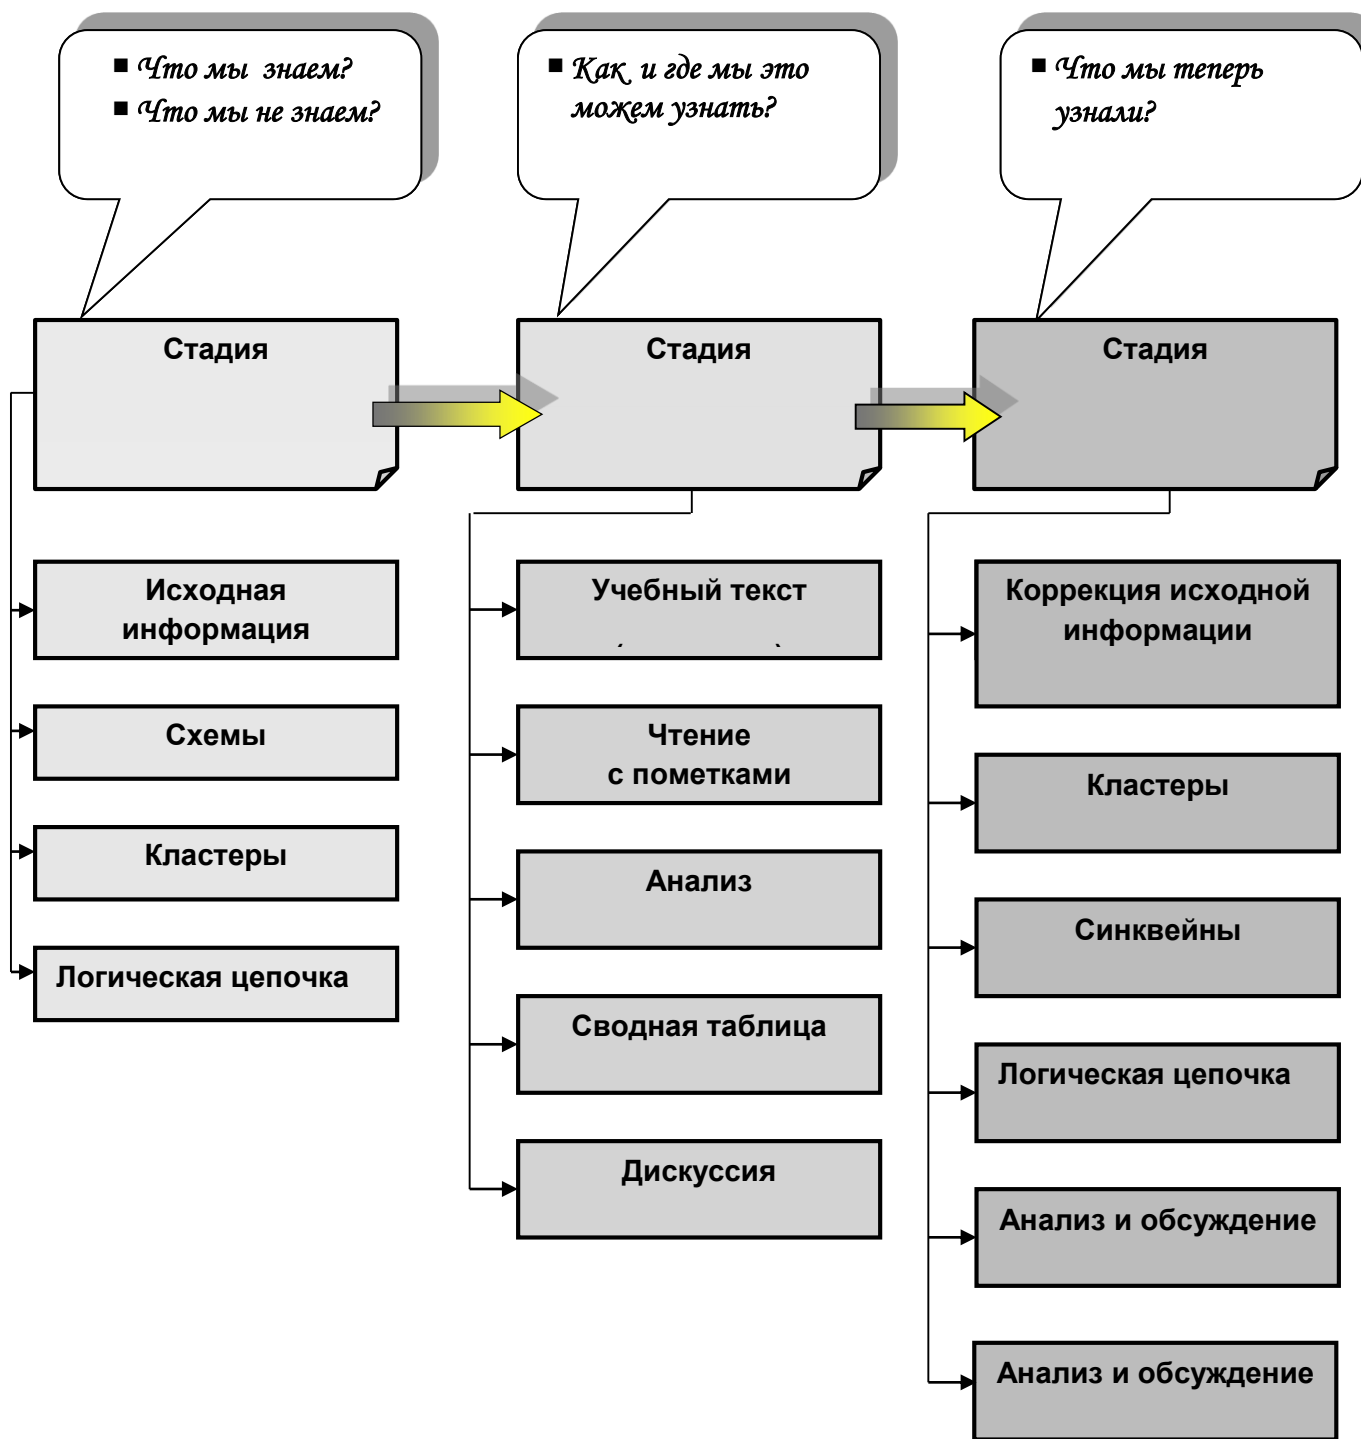 ▪ Что мы знаем?
▪ Что мы не знаем?
▪ Как и где мы это
можем узнать?
▪ Что мы теперь
узнали?
Стадия
Стадия
Стадия
Исходная
информация
Схемы
Кластеры
Логическая цепочка
Учебный текст
Чтение
с пометками
Анализ
Сводная таблица
Дискуссия
Коррекция исходной
информации
Кластеры
Синквейны
Логическая цепочка
Анализ и обсуждение
Анализ и обсуждение